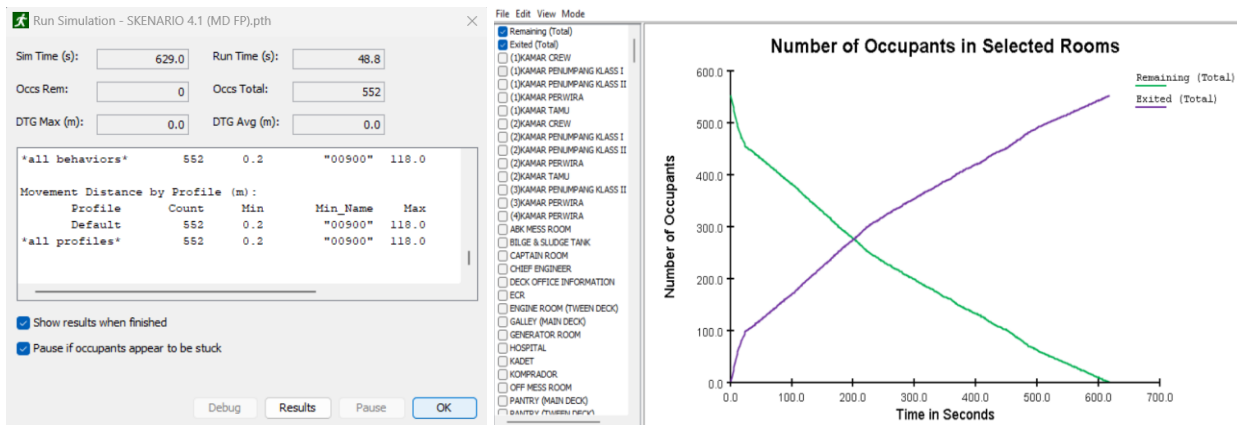 Run Simulation - SKENARIO 4.1 (MD FP).pth
Sim Time (s): 629.0 Run Time (s): 48.8
Occs Rem: 0 Occs Total: 552
DTG Max (m): 0.0 DTG Avg (m): 0.0
*all behaviors* 552 0.2 "00900" 118.0
Movement Distance by Profile (m):
Profile Count Min Min_Name Max
Default 552 0.2 "00900" 118.0
*all profiles* 552 0.2 "00900" 118.0
Show results when finished
Pause if occupants appear to be stuck
Debug Results Pause OK
File Edit View Mode
Remaining (Total)
Exited (Total)
(1)KAMAR CREW
(1)KAMAR PENUMPANG KLASS I
(1)KAMAR PENUMPANG KLASS II
(1)KAMAR PERWIRA
(1)KAMAR TAMU
(2)KAMAR CREW
(2)KAMAR PENUMPANG KLASS I
(2)KAMAR PENUMPANG KLASS II
(2)KAMAR PERWIRA
(2)KAMAR TAMU
(3)KAMAR PENUMPANG KLASS II
(3)KAMAR PERWIRA
(4)KAMAR PERWIRA
ABK MESS ROOM
BILGE & SLUDGE TANK
CAPTAIN ROOM
CHIEF ENGINEER
DECK OFFICE INFORMATION
ECR
ENGINE ROOM (TWEEN DECK)
GALLEY (MAIN DECK)
GENERATOR ROOM
HOSPITAL
KADET
KOMPRADOR
OFF MESS ROOM
PANTRY (MAIN DECK)
PANTRY (TWEEN DECK)
Number of Occupants in Selected Rooms
Remaining (Total)
Exited (Total)
Number of Occupants
600.0
500.0
400.0
300.0
200.0
100.0
0.0
0.0 100.0 200.0 300.0 400.0 500.0 600.0 700.0
Time in Seconds